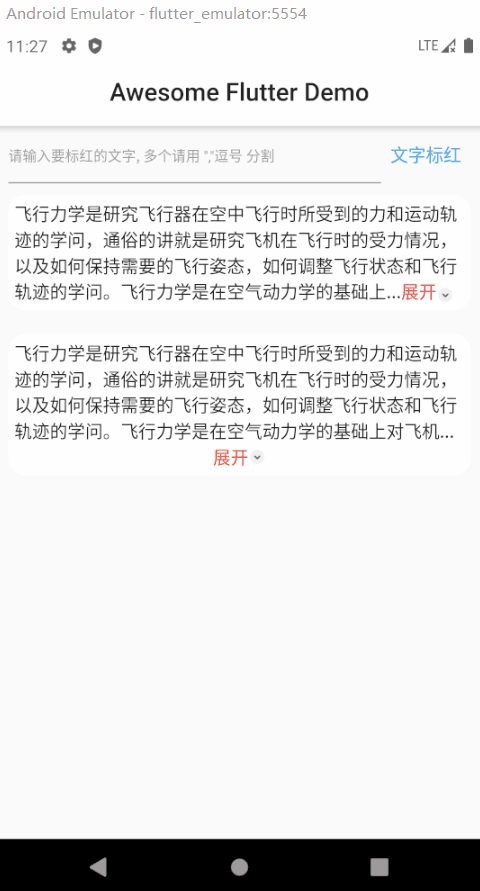 Android Emulator - flutter_emulator:5554
11:27 LTE
Awesome Flutter Demo
请输入要标红的文字, 多个请用 ","逗号 分割 文字标红
飞行力学是研究飞行器在空中飞行时所受到的力和运动轨
迹的学问，通俗的讲就是研究飞机在飞行时的受力情况，
以及如何保持需要的飞行姿态，如何调整飞行状态和飞行
轨迹的学问。飞行力学是在空气动力学的基础上...展开
飞行力学是研究飞行器在空中飞行时所受到的力和运动轨
迹的学问，通俗的讲就是研究飞机在飞行时的受力情况，
以及如何保持需要的飞行姿态，如何调整飞行状态和飞行
轨迹的学问。飞行力学是在空气动力学的基础上对飞机...
展开